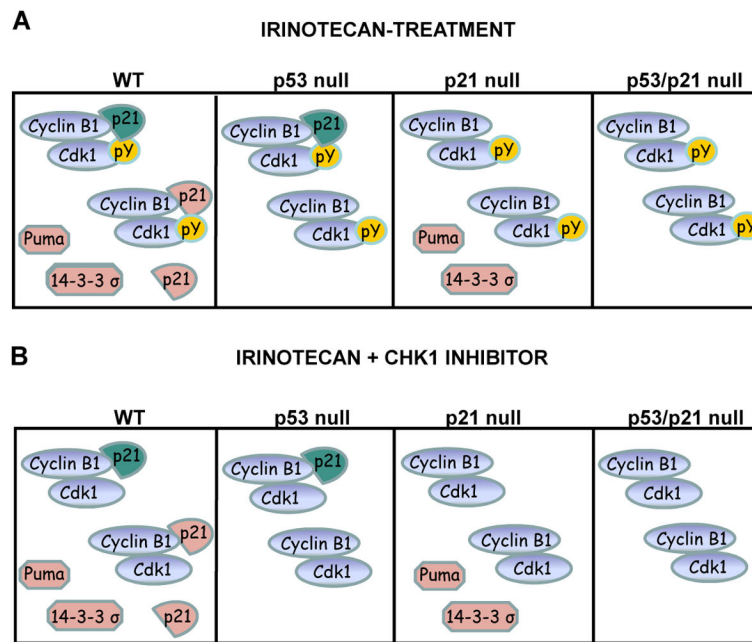 A
IRINOTECAN-TREATMENT
WT p53 null p21 null p53/p21 null
Cyclin B1 p21 Cyclin B1 p21 Cyclin B1 Cyclin B1
Cdk1 pY Cdk1 pY Cdk1 pY Cdk1 pY
Cyclin B1 p21 Cyclin B1 Cyclin B1 Cyclin B1
Cdk1 pY Cdk1 pY Cdk1 pY Cdk1 pY
Puma Puma
14-3-3 σ p21 14-3-3 σ
B
IRINOTECAN + CHK1 INHIBITOR
WT p53 null p21 null p53/p21 null
Cyclin B1 p21 Cyclin B1 p21 Cyclin B1 Cyclin B1
Cdk1 Cdk1 Cdk1 Cdk1
Cyclin B1 p21 Cyclin B1 Cyclin B1 Cyclin B1
Cdk1 Cdk1 Cdk1 Cdk1
Puma Puma
14-3-3 σ p21 14-3-3 σ